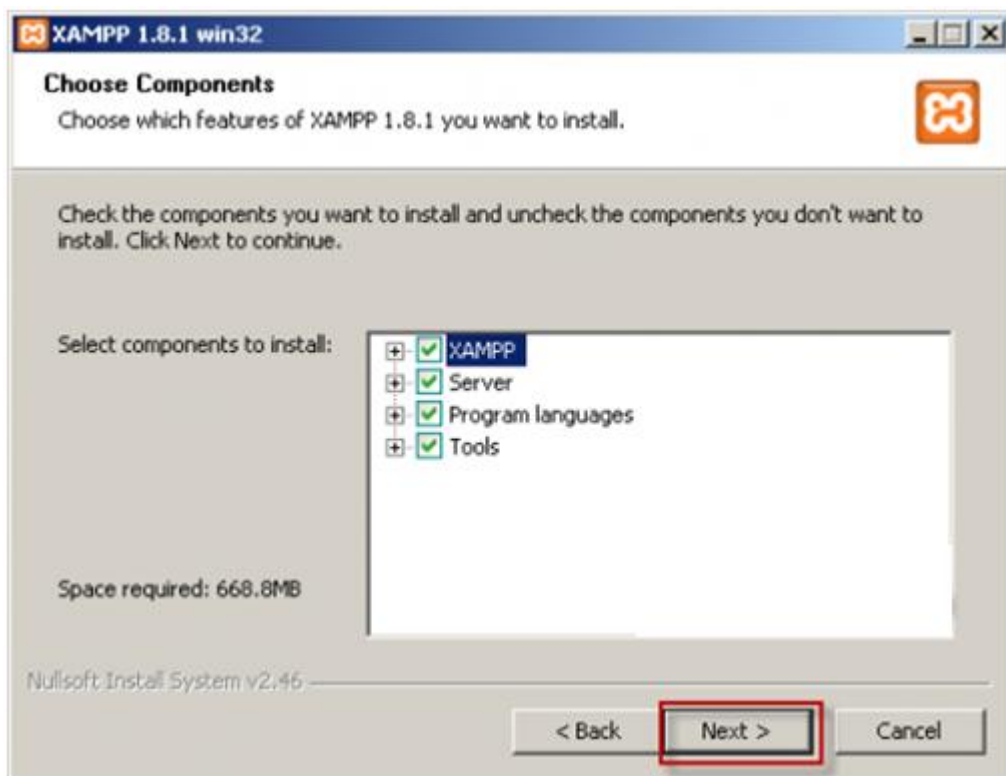 XAMPP 1.8.1 win32
Choose Components
Choose which features of XAMPP 1.8.1 you want to install.
Check the components you want to install and uncheck the components you don't want to
install. Click Next to continue.
Select components to install:
XAMPP
Server
Program languages
Tools
Space required: 668.8MB
Nullsoft Install System v2.46
< Back
Next >
Cancel